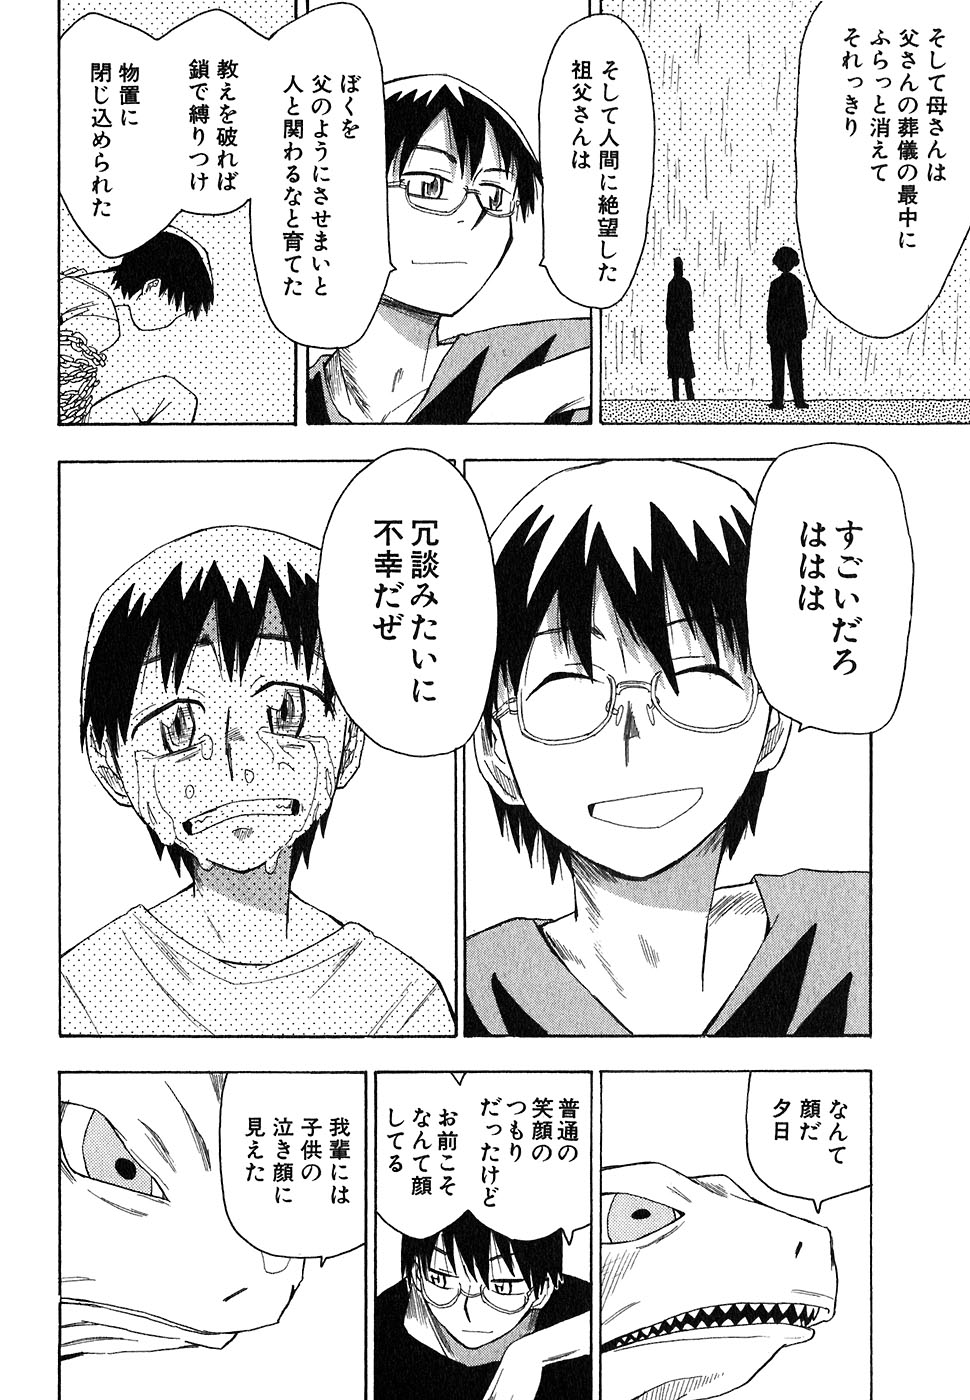 そして母さんは
父さんの葬儀の最中に
ふらっと消えて
それっきり
そして人間に絶望した
祖父さんは
ぼくを
父のようにさせまいと
人と関わるなと育てた
教えを破れば
鎖で縛りつけ
物置に
閉じ込められた
すごいだろ
ははは
冗談みたいに
不幸だぜ
なんて
顔だ
夕日
普通の
笑顔の
つもり
だったけど
お前こそ
なんて顔
してる
我輩には
子供の
泣き顔に
見えた